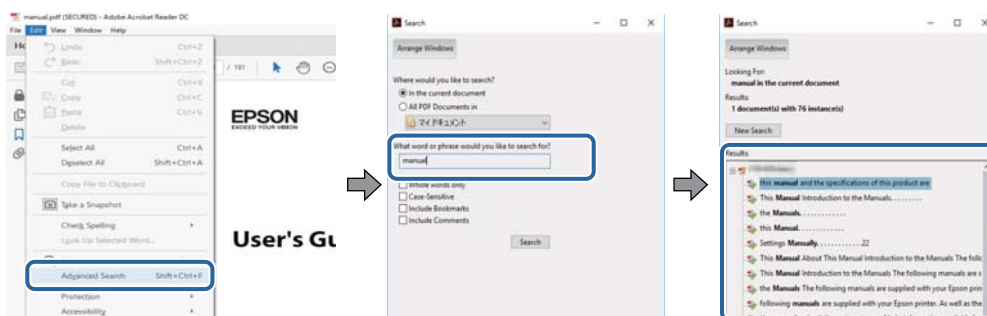 manual.pdf (SECURED) - Adobe Acrobat Reader DC
File Edit View Window Help
Undo Ctrl+Z
Redo Shift+Ctrl+Z
Cut Ctrl+X
Copy Ctrl+C
Paste Ctrl+V
Delete
Select All Ctrl+A
Deselect All Shift+Ctrl+A
Copy File to Clipboard
Take a Snapshot
Check Spelling
Look Up Selected Word...
Advanced Search Shift+Ctrl+F
Protection
Accessibility
/ 181
EPSON
EXCEED YOUR VISION
User's Gu
Search
Arrange Windows
Where would you like to search?
In the current document
All PDF Documents in
マイ ドキュメント
What word or phrase would you like to search for?
manual
Whole words only
Case-Sensitive
Include Bookmarks
Include Comments
Search
Search
Arrange Windows
Looking For:
manual in the current document
Results:
1 document(s) with 76 instance(s)
New Search
Results:
this manual and the specifications of this product are
This Manual Introduction to the Manuals. . . . . . . . .
the Manuals. . . . . . . . . . . . .
this Manual. . . . . . . . . . . . .
Settings Manually. . . . . . . . . . . . .22
This Manual About This Manual Introduction to the Manuals The follo
This Manual Introduction to the Manuals The following manuals are s
the Manuals The following manuals are supplied with your Epson prin
following manuals are supplied with your Epson printer. As well as the